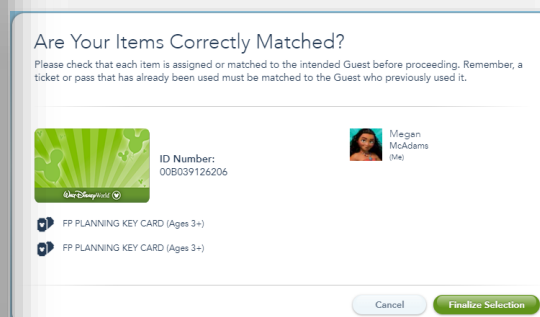 Are Your Items Correctly Matched?
Please check that each item is assigned or matched to the intended Guest before proceeding. Remember, a
ticket or pass that has already been used must be matched to the Guest who previously used it.
Walt Disney World
ID Number:
00B039126206
Megan
McAdams
(Me)
FP PLANNING KEY CARD (Ages 3+)
FP PLANNING KEY CARD (Ages 3+)
Cancel
Finalize Selection